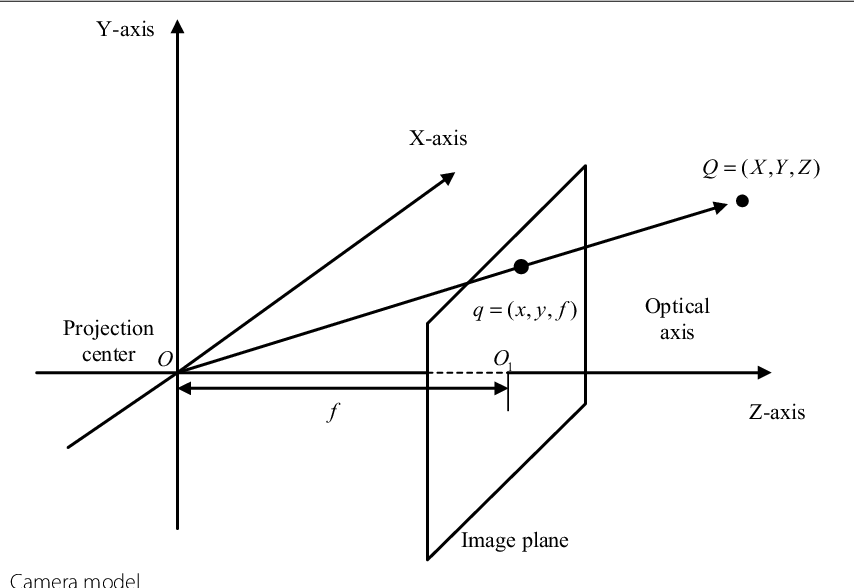 Y-axis
X-axis
Q = (X,Y,Z)
q = (x, y, f)
Optical
axis
Projection
center
O
O₁
f
Z-axis
Image plane
Camera model